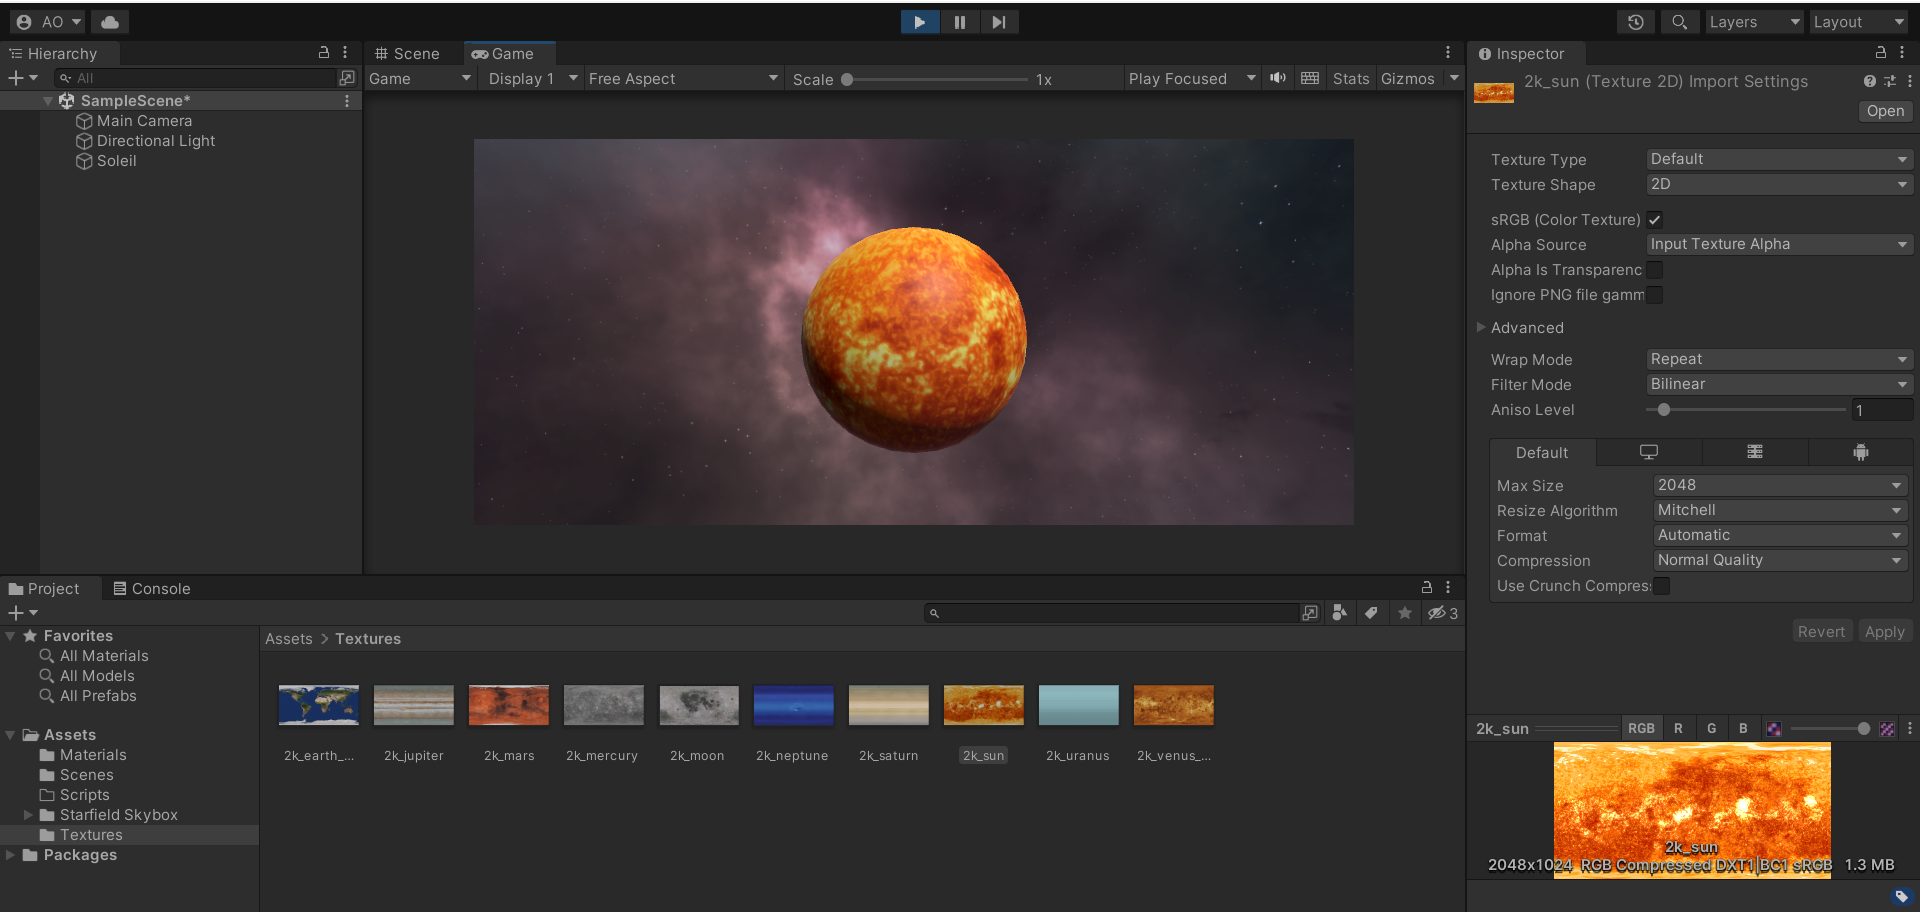 AO
Layers
Layout
Hierarchy
All
SampleScene*
Main Camera
Directional Light
Soleil
Scene
Game
Game
Display 1
Free Aspect
Scale
1x
Play Focused
Stats
Gizmos
Inspector
2k_sun (Texture 2D) Import Settings
Open
Texture Type
Default
Texture Shape
2D
sRGB (Color Texture)
Alpha Source
Input Texture Alpha
Alpha Is Transparenc
Ignore PNG file gamm
Advanced
Wrap Mode
Repeat
Filter Mode
Bilinear
Aniso Level
1
Default
Max Size
2048
Resize Algorithm
Mitchell
Format
Automatic
Compression
Normal Quality
Use Crunch Compres
Revert
Apply
Project
Console
3
Favorites
All Materials
All Models
All Prefabs
Assets
Materials
Scenes
Scripts
Starfield Skybox
Textures
Packages
Assets > Textures
2k_earth_...
2k_jupiter
2k_mars
2k_mercury
2k_moon
2k_neptune
2k_saturn
2k_sun
2k_uranus
2k_venus_...
2k_sun
RGB
R
G
B
2k_sun
2048x1024 RGB Compressed DXT1|BC1 sRGB 1.3 MB